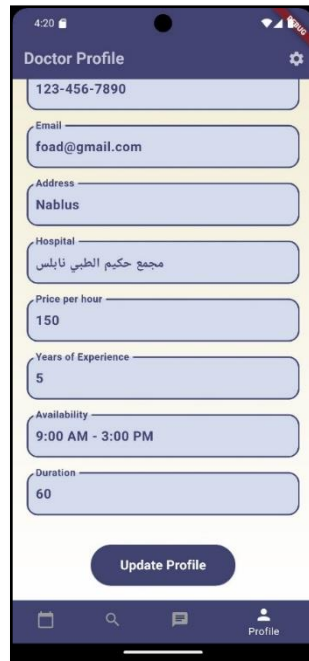 4:20
DEBUG
Doctor Profile
123-456-7890
Email
foad@gmail.com
Address
Nablus
Hospital
مجمع حكيم الطبي نابلس
Price per hour
150
Years of Experience
5
Availability
9:00 AM - 3:00 PM
Duration
60
Update Profile
Profile